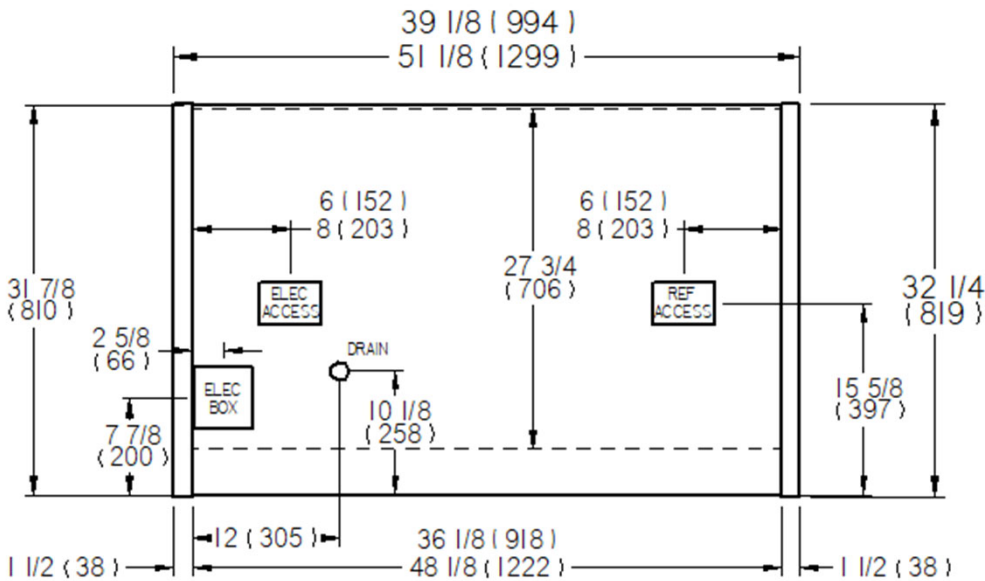 39 1/8 ( 994 )
51 1/8 ( 1299 )
6 ( 152 )
8 ( 203 )
6 ( 152 )
8 ( 203 )
31 7/8
( 810 )
ELEC
ACCESS
27 3/4
( 706 )
REF
ACCESS
32 1/4
( 819 )
2 5/8
( 66 )
DRAIN
ELEC
BOX
10 1/8
( 258 )
15 5/8
( 397 )
7 7/8
( 200 )
12 ( 305 )
36 1/8 ( 918 )
1 1/2 ( 38 )
48 1/8 ( 1222 )
1 1/2 ( 38 )